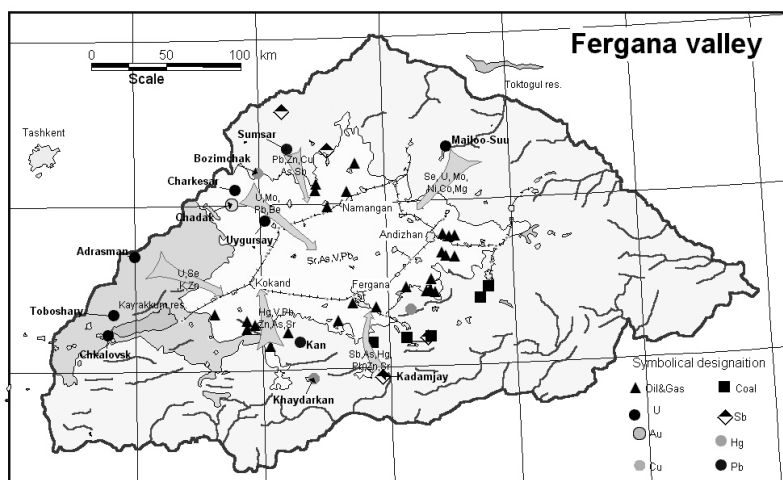 Fergana valley
0 50 100 km
Scale
Toktogul res.
Tashkent
Sumsar
Mailoo-Suu
Bozimchak
Pb,Zn,Cu
As,Sb
Se, U, Mo,
Ni,Co,Mg
Charkesar
U,Mo,
Pb,Be
Namangan
Chadak
Andizhan
Uygursay
Sr,As,V,Pb
Adrasman
U,Se
K,Zn
Kokand
Fergana
Kayrakkum res.
Toboshary
Hg,V,Pb
Zn,As,Sr
Chkalovsk
Kan
Sb,As,Hg
Pb,Zn,Sr
Kadamjay
Khaydarkan
Symbolical designaition
Oil&Gas
Coal
U
Sb
Au
Hg
Cu
Pb